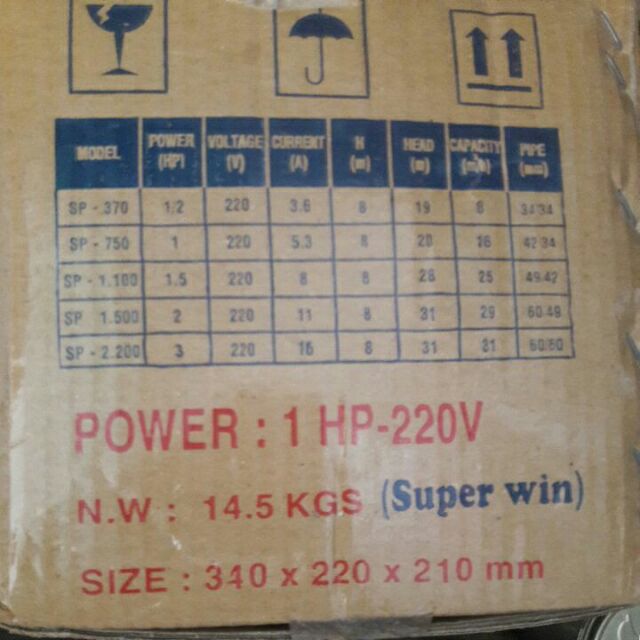 MODEL POWER (HP) VOLTAGE (V) CURRENT (A) H (m) HEAD (m) CAPACITY PIPE (mm)
SP - 370 1/2 220 3.6 8 19 8 34 34
SP - 750 1 220 5.3 8 20 16 42 34
SP - 1.100 1.5 220 8 8 26 25 49-42
SP 1.500 2 220 11 8 31 29 60-49
SP - 2.200 3 220 16 8 31 31 60/60
POWER : 1 HP-220V
N.W : 14.5 KGS (Super win)
SIZE : 340 x 220 x 210 mm